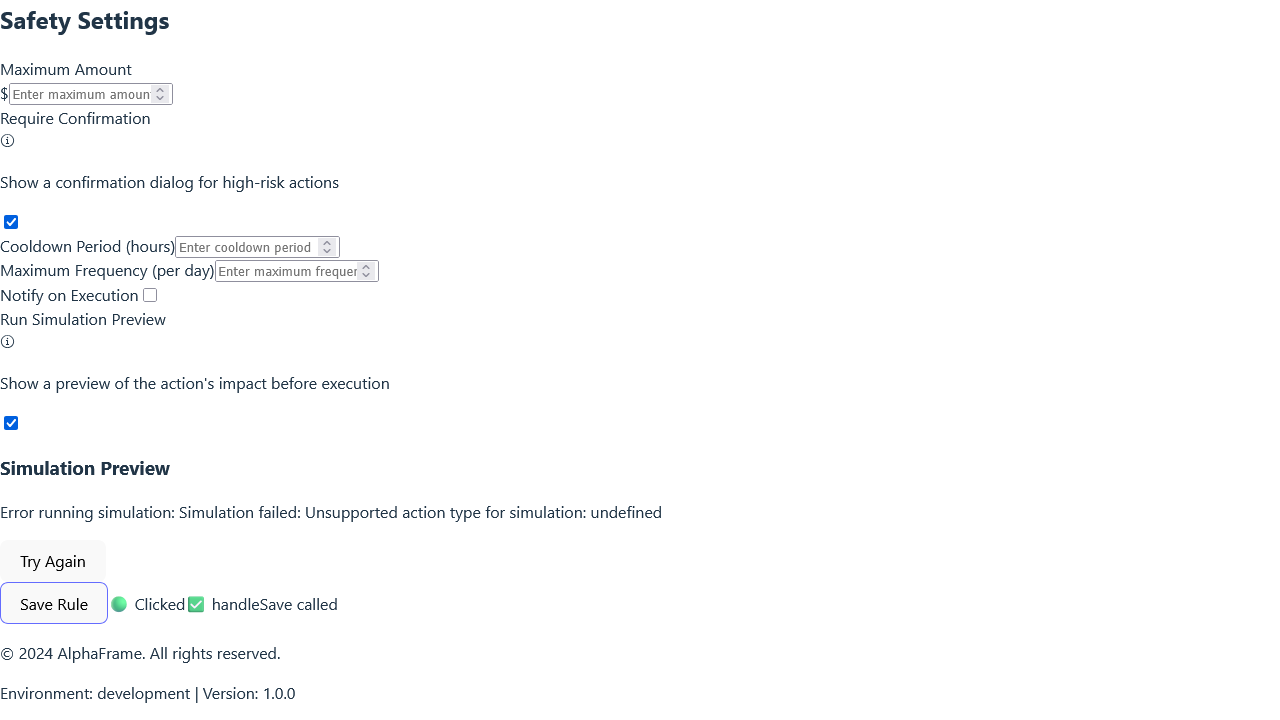 Safety Settings
Maximum Amount
$ Enter maximum amoun
Require Confirmation
Show a confirmation dialog for high-risk actions
Cooldown Period (hours) Enter cooldown period
Maximum Frequency (per day) Enter maximum frequen
Notify on Execution
Run Simulation Preview
Show a preview of the action's impact before execution
Simulation Preview
Error running simulation: Simulation failed: Unsupported action type for simulation: undefined
Try Again
Save Rule 🟢 Clicked ✅ handleSave called
© 2024 AlphaFrame. All rights reserved.
Environment: development | Version: 1.0.0